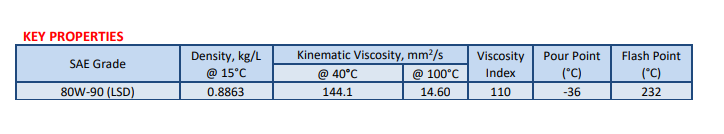 KEY PROPERTIES
SAE Grade Density, kg/L @ 15°C Kinematic Viscosity, mm²/s Viscosity Index Pour Point (°C) Flash Point (°C)
@ 40°C @ 100°C
80W-90 (LSD) 0.8863 144.1 14.60 110 -36 232